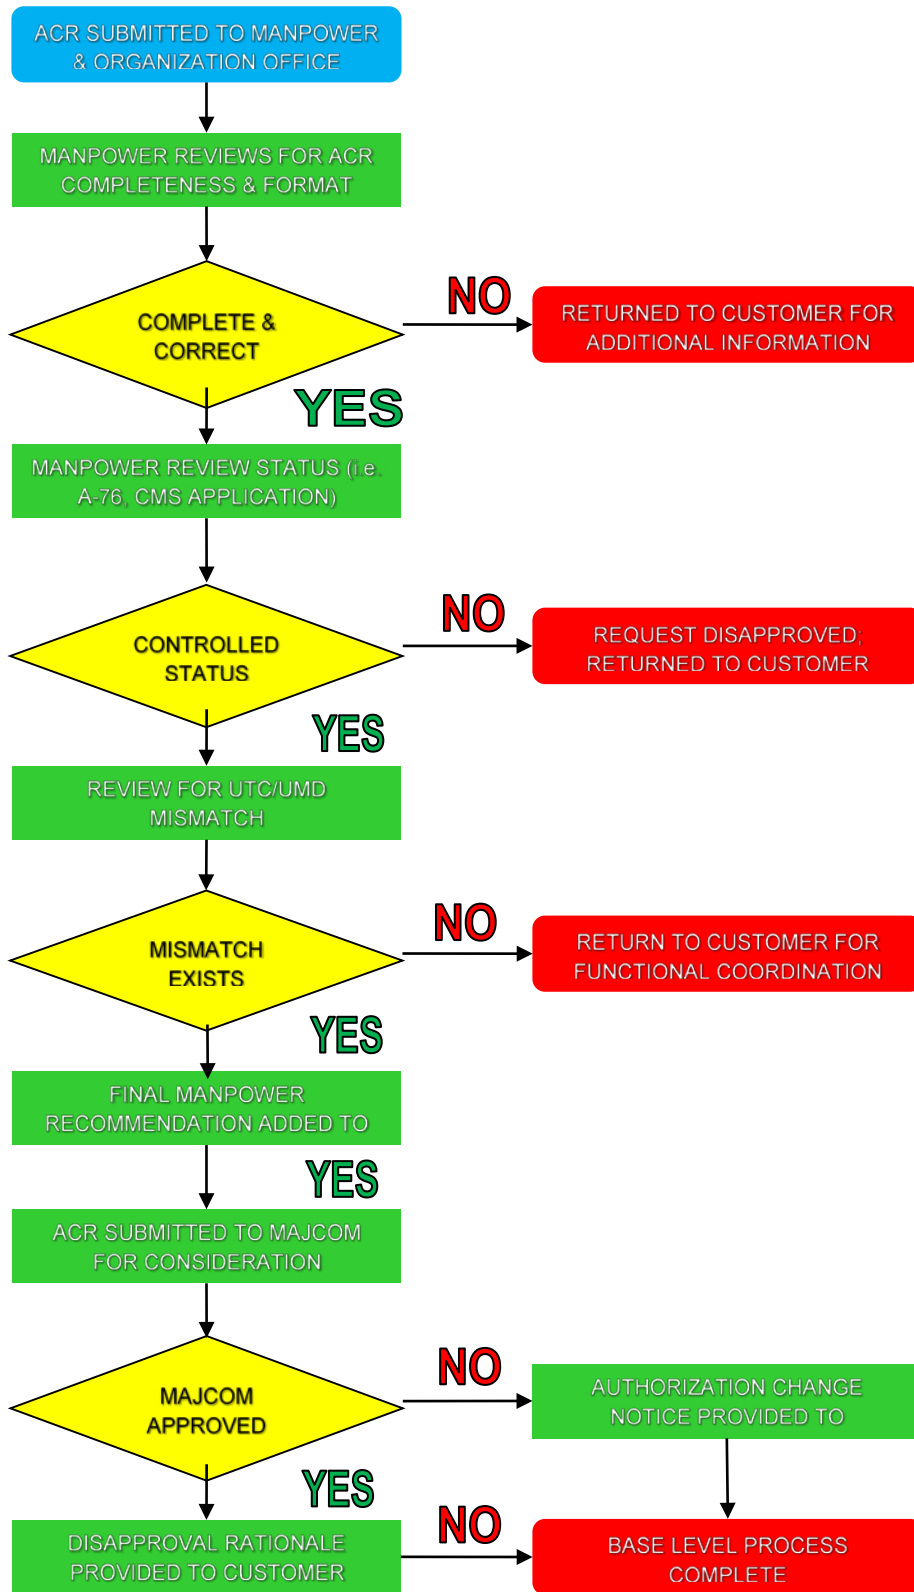 ACR SUBMITTED TO MANPOWER
& ORGANIZATION OFFICE
MANPOWER REVIEWS FOR ACR
COMPLETENESS & FORMAT
COMPLETE &
CORRECT
NO
RETURNED TO CUSTOMER FOR
ADDITIONAL INFORMATION
YES
MANPOWER REVIEW STATUS (i.e.
A-76, CMS APPLICATION)
CONTROLLED
STATUS
NO
REQUEST DISAPPROVED;
RETURNED TO CUSTOMER
YES
REVIEW FOR UTC/UMD
MISMATCH
MISMATCH
EXISTS
NO
RETURN TO CUSTOMER FOR
FUNCTIONAL COORDINATION
YES
FINAL MANPOWER
RECOMMENDATION ADDED TO
YES
ACR SUBMITTED TO MAJCOM
FOR CONSIDERATION
MAJCOM
APPROVED
NO
AUTHORIZATION CHANGE
NOTICE PROVIDED TO
YES
DISAPPROVAL RATIONALE
PROVIDED TO CUSTOMER
NO
BASE LEVEL PROCESS
COMPLETE